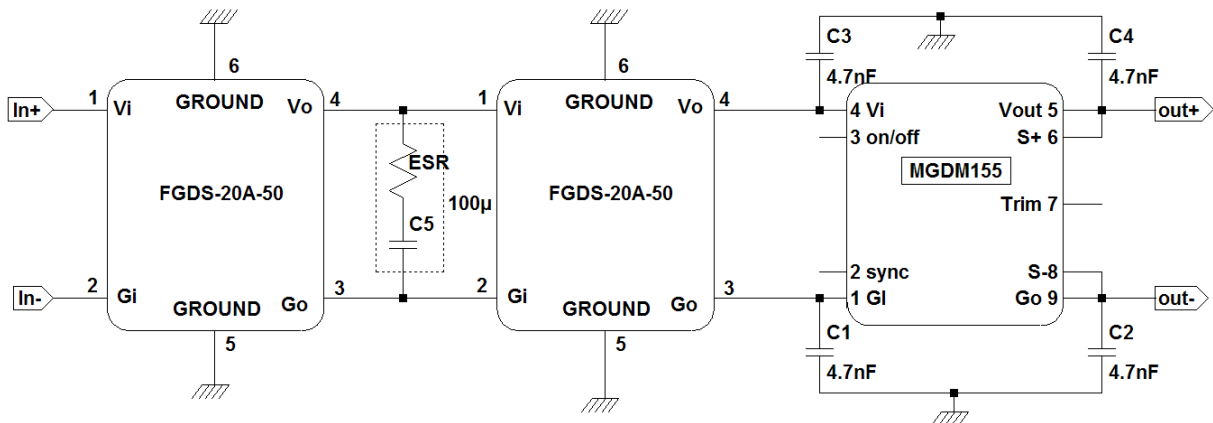 6
6
C3
C4
4.7nF
4.7nF
In+
1
Vi
GROUND
Vo
4
1
Vi
GROUND
Vo
4
4 Vi
Vout 5
out+
3 on/off
S+ 6
ESR
MGDM155
FGDS-20A-50
100µ
FGDS-20A-50
Trim 7
C5
2 sync
S-8
In-
2
Gi
GROUND
Go
3
2
Gi
GROUND
Go
3
1 GI
Go 9
out-
5
5
C1
C2
4.7nF
4.7nF